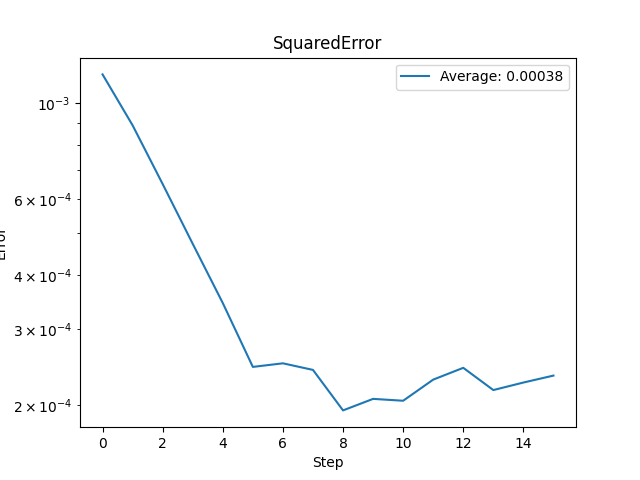 SquaredError
Average: 0.00038
10⁻³
6 × 10⁻⁴
4 × 10⁻⁴
3 × 10⁻⁴
2 × 10⁻⁴
Error
0 2 4 6 8 10 12 14
Step